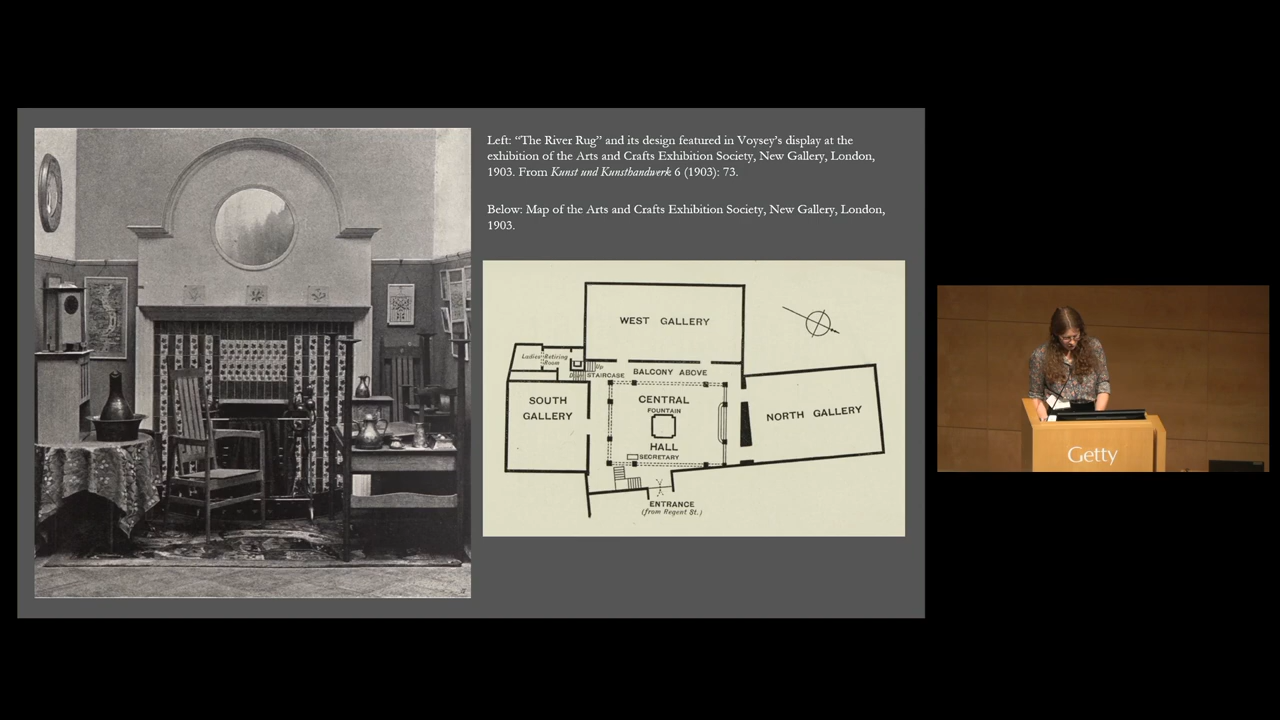 Left: “The River Rug” and its design featured in Voysey’s display at the
exhibition of the Arts and Crafts Exhibition Society, New Gallery, London,
1903. From Kunst und Kunsthandwerk 6 (1903): 73.
Below: Map of the Arts and Crafts Exhibition Society, New Gallery, London,
1903.
WEST GALLERY
Ladies Retiring
Room
Up
Down STAIRCASE
BALCONY ABOVE
SOUTH
GALLERY
CENTRAL
FOUNTAIN
HALL
SECRETARY
NORTH GALLERY
ENTRANCE
(from Regent St.)
Getty